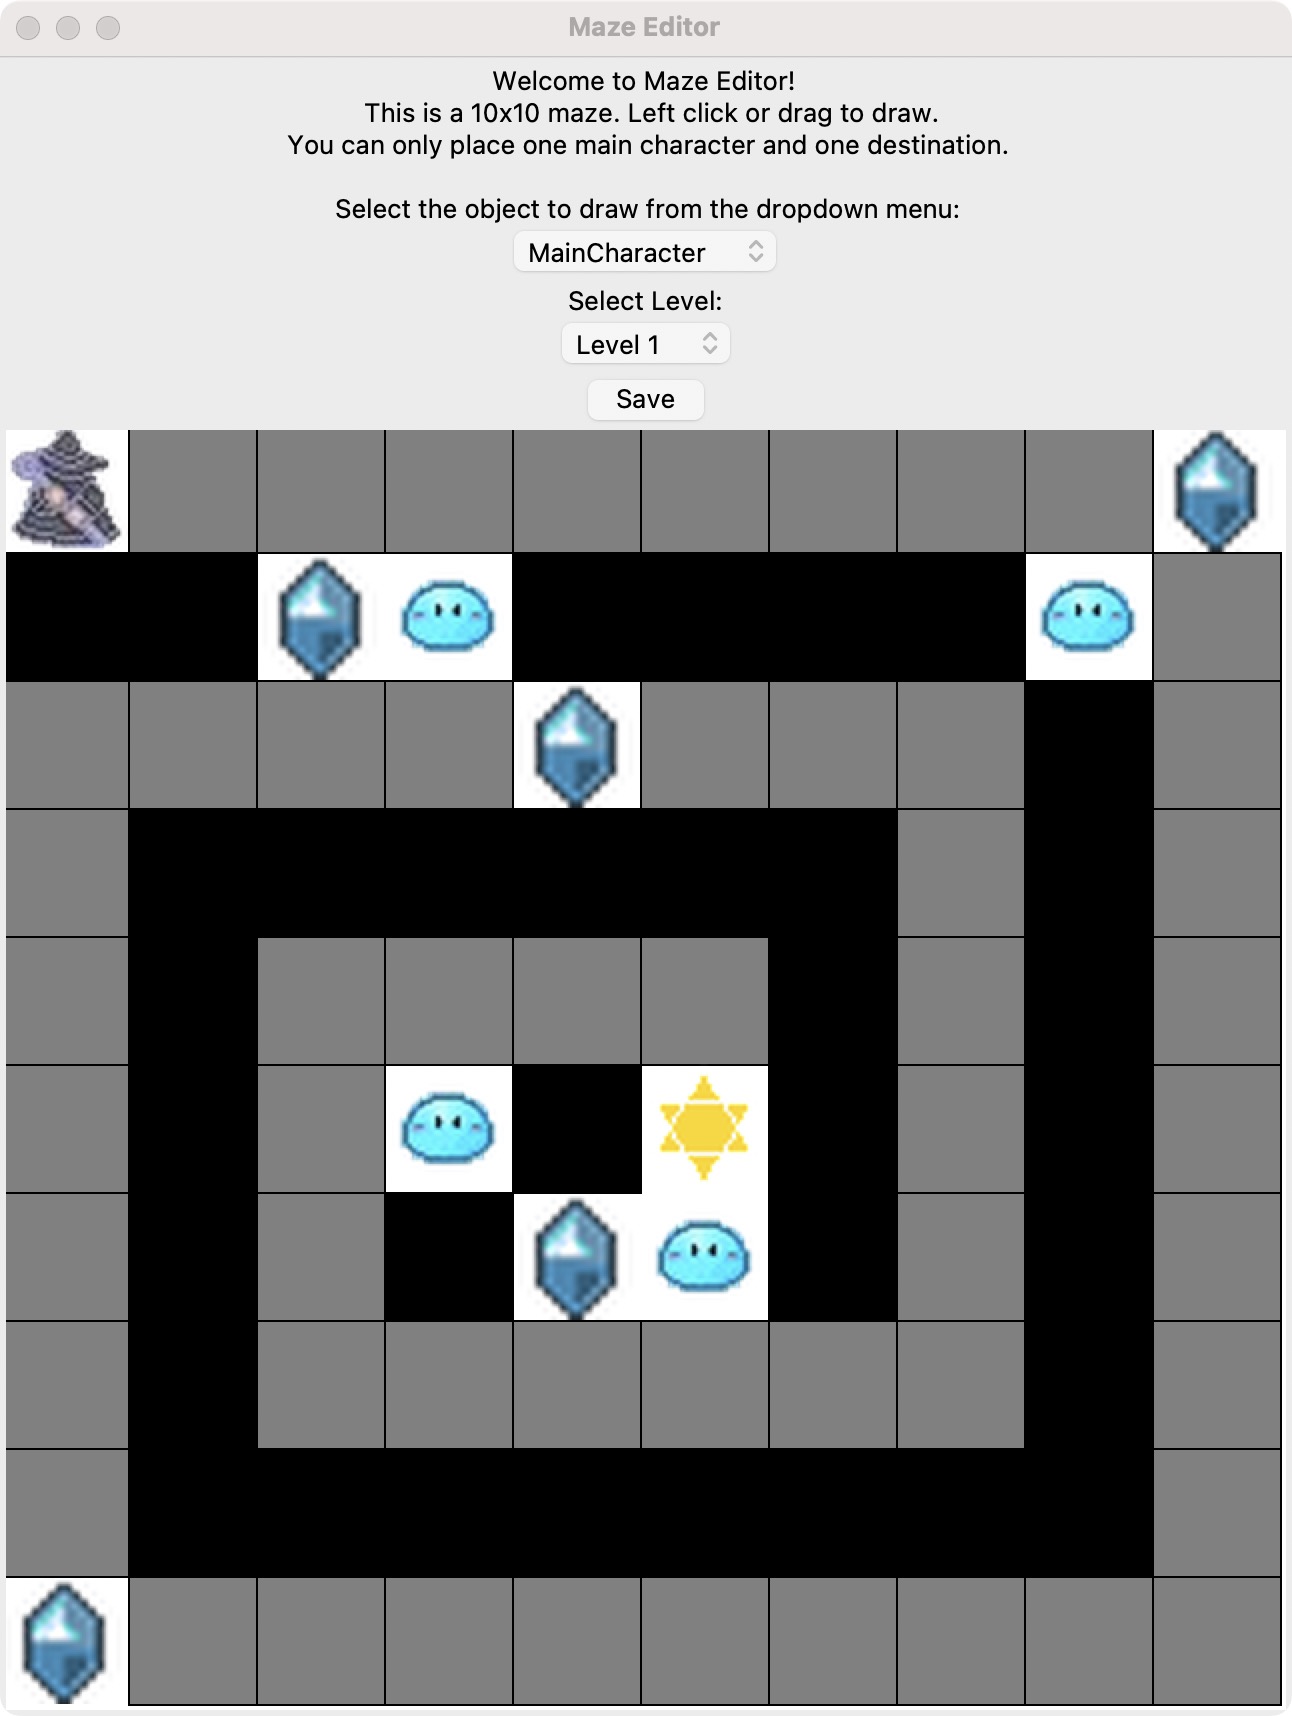 Maze Editor
Welcome to Maze Editor!
This is a 10x10 maze. Left click or drag to draw.
You can only place one main character and one destination.
Select the object to draw from the dropdown menu:
MainCharacter
Select Level:
Level 1
Save